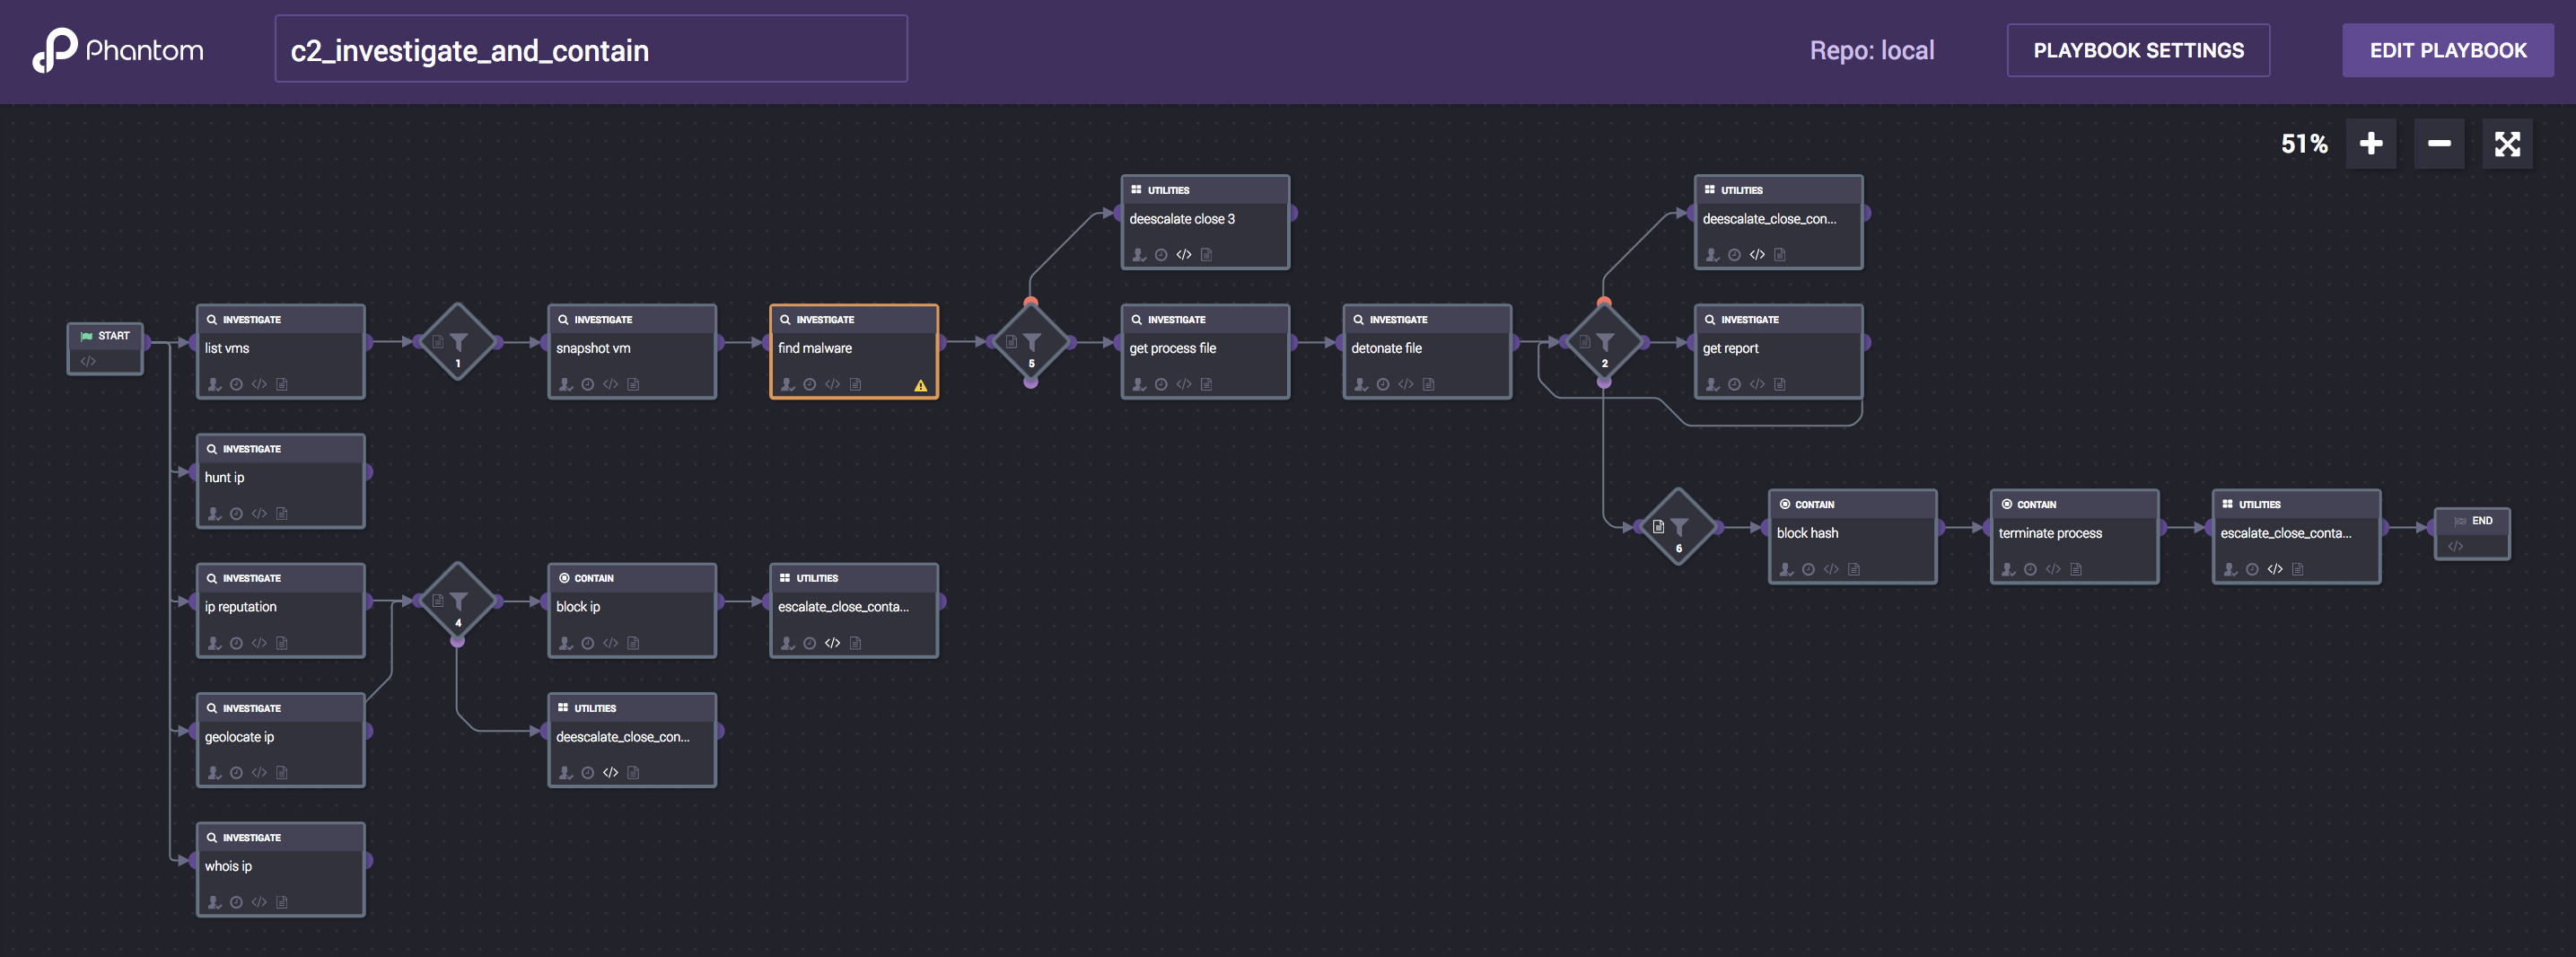 Phantom
c2_investigate_and_contain
Repo: local
PLAYBOOK SETTINGS
EDIT PLAYBOOK
51%
UTILITIES
deescalate close 3
UTILITIES
deescalate_close_con...
START
INVESTIGATE
list vms
1
INVESTIGATE
snapshot vm
INVESTIGATE
find malware
5
INVESTIGATE
get process file
INVESTIGATE
detonate file
2
INVESTIGATE
get report
INVESTIGATE
hunt ip
6
CONTAIN
block hash
CONTAIN
terminate process
UTILITIES
escalate_close_conta...
END
INVESTIGATE
ip reputation
4
CONTAIN
block ip
UTILITIES
escalate_close_conta...
INVESTIGATE
geolocate ip
UTILITIES
deescalate_close_con...
INVESTIGATE
whois ip